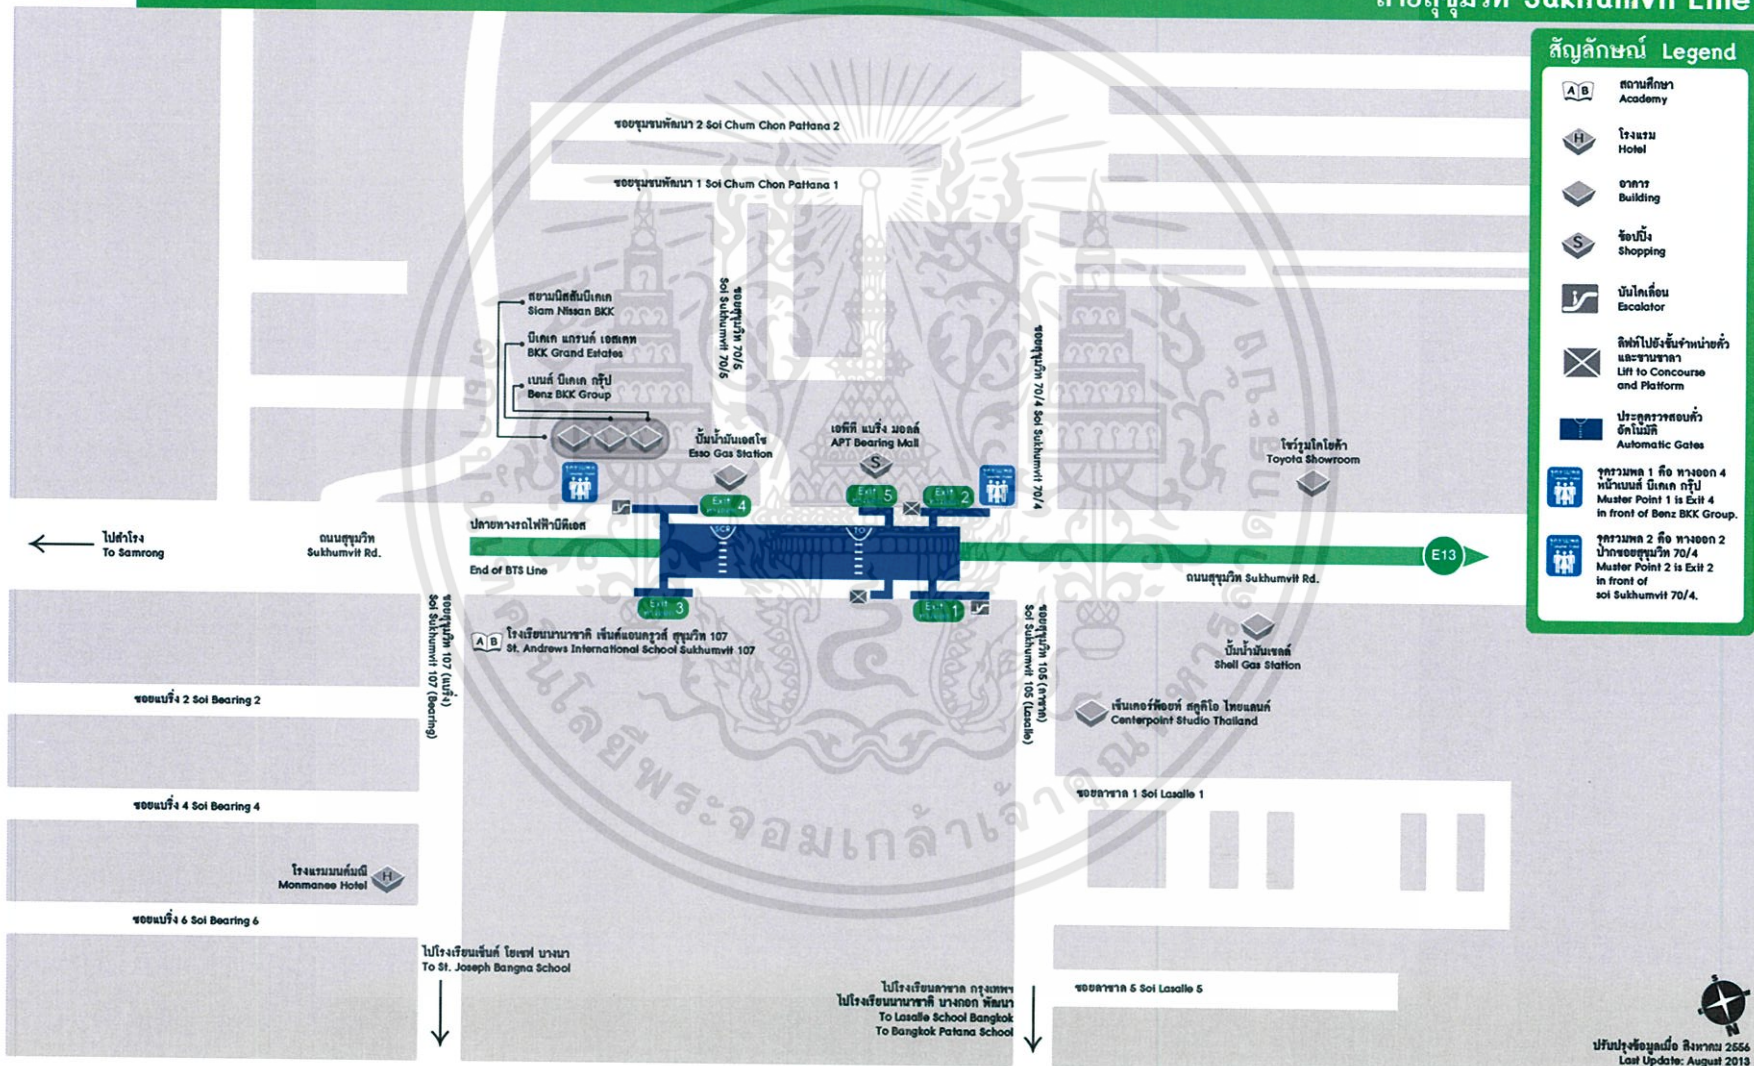 สายสุขุมวิท Sukhumvit Line
สัญลักษณ์ Legend
A B
สถานศึกษา
Academy
H
โรงแรม
Hotel
อาคาร
Building
S
ช้อปปิ้ง
Shopping
บันไดเลื่อน
Escalator
ลิฟท์ไปยังชั้นจำหน่ายตั๋ว
และชานชาลา
Lift to Concourse
and Platform
ประตูตรวจสอบตั๋ว
อัตโนมัติ
Automatic Gates
จุดรวมพล 1 คือ ทางออก 4
หน้าเบนส์ บีเคเค กรุ๊ป
Muster Point 1 is Exit 4
in front of Benz BKK Group.
จุดรวมพล 2 คือ ทางออก 2
ปากซอยสุขุมวิท 70/4
Muster Point 2 is Exit 2
in front of
soi Sukhumvit 70/4.
ซอยชุมชนพัฒนา 2 Soi Chum Chon Pattana 2
ซอยชุมชนพัฒนา 1 Soi Chum Chon Pattana 1
ซอยสุขุมวิท 70/5
Soi Sukhumvit 70/5
ซอยสุขุมวิท 70/4 Soi Sukhumvit 70/4
สยามนิสสันบีเคเค
Siam Nissan BKK
บีเคเค แกรนด์ เอสเตท
BKK Grand Estates
เบนส์ บีเคเค กรุ๊ป
Benz BKK Group
ปั๊มน้ำมันเอสโซ่
Esso Gas Station
เอพีที แบริ่ง มอลล์
APT Bearing Mall
S
โชว์รูมโตโยต้า
Toyota Showroom
Exit 4
Exit 5
Exit 2
ไปสำโรง
To Samrong
ถนนสุขุมวิท
Sukhumvit Rd.
ปลายทางรถไฟฟ้าบีทีเอส
End of BTS Line
SCR
TO
E13
ถนนสุขุมวิท Sukhumvit Rd.
Exit 3
Exit 1
ซอยสุขุมวิท 107 (แบริ่ง)
Soi Sukhumvit 107 (Bearing)
A B
โรงเรียนนานาชาติ เซ็นต์แอนดรูวส์ สุขุมวิท 107
St. Andrews International School Sukhumvit 107
ซอยสุขุมวิท 105 (ลาซาล)
Soi Sukhumvit 105 (Lasalle)
ปั๊มน้ำมันเชลล์
Shell Gas Station
เซ็นเตอร์พ้อยท์ สตูดิโอ ไทยแลนด์
Centerpoint Studio Thailand
ซอยแบริ่ง 2 Soi Bearing 2
ซอยแบริ่ง 4 Soi Bearing 4
ซอยลาซาล 1 Soi Lasalle 1
โรงแรมมนต์มณี
Monmanee Hotel
H
ซอยแบริ่ง 6 Soi Bearing 6
ไปโรงเรียนเซ็นต์ โยเซฟ บางนา
To St. Joseph Bangna School
ไปโรงเรียนลาซาล กรุงเทพฯ
ไปโรงเรียนนานาชาติ บางกอก พัฒนา
To Lasalle School Bangkok
To Bangkok Patana School
ซอยลาซาล 5 Soi Lasalle 5
S
N
ปรับปรุงข้อมูลเมื่อ สิงหาคม 2556
Last Update: August 2013